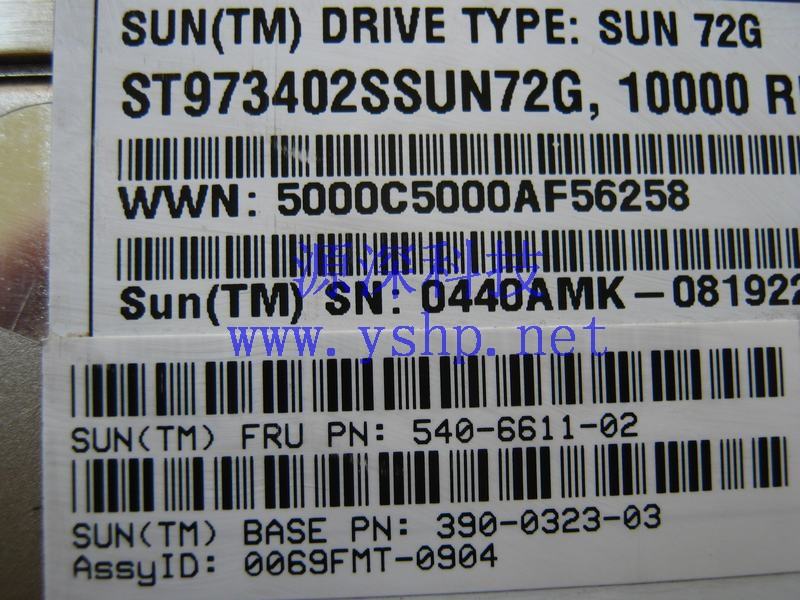 SUN(TM) DRIVE TYPE: SUN 72G
ST973402SSUN72G, 10000 R
WWN: 5000C5000AF56258
源深科技
Sun(TM) SN: 0440AMK-081922
www.yshp.net
SUN(TM) FRU PN: 540-6611-02
SUN(TM) BASE PN: 390-0323-03
AssyID: 0069FMT-0904